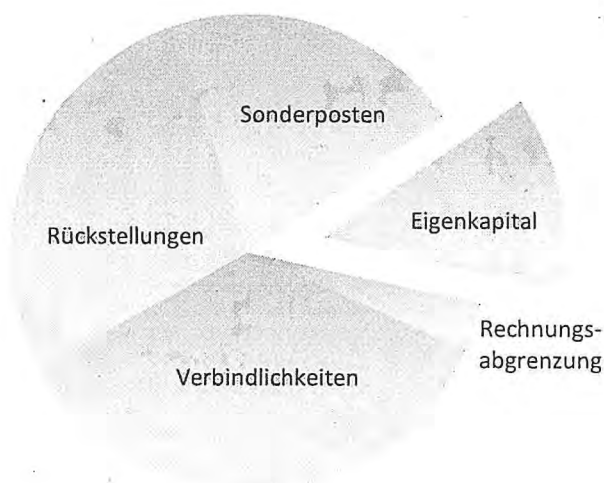 Sonderposten
Eigenkapital
Rückstellungen
Rechnungs-
abgrenzung
Verbindlichkeiten